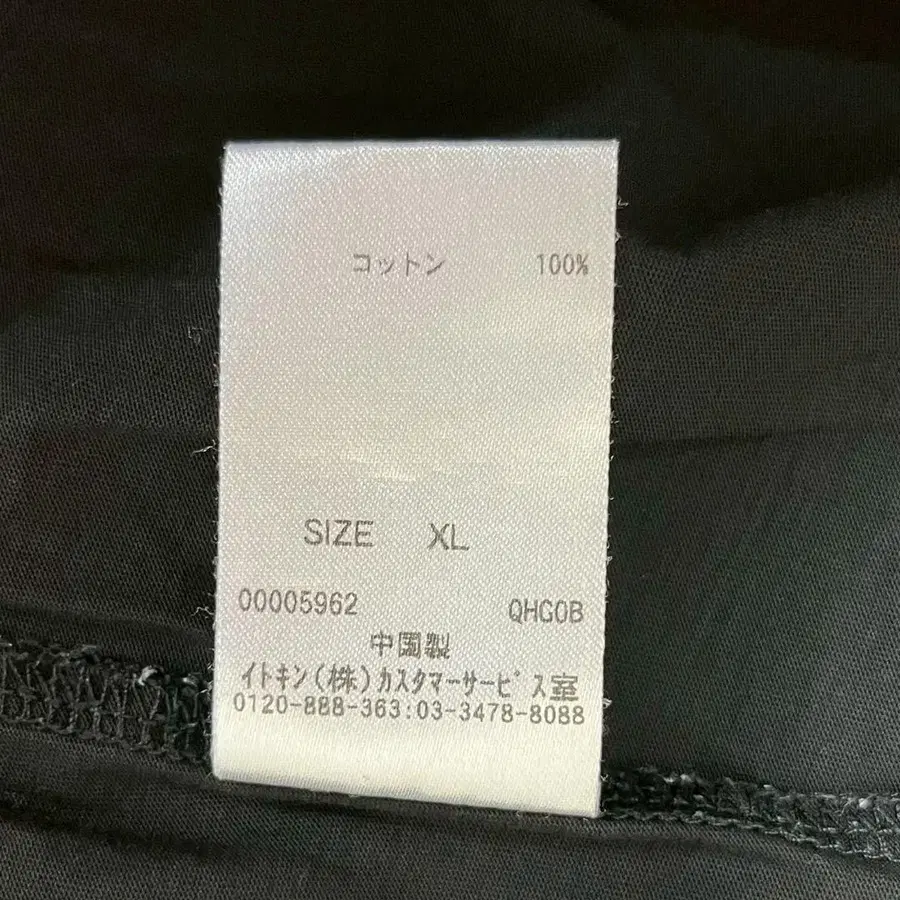 コットン 100%
SIZE XL
00005962 QHG0B
中国製
イトキン(株)カスタマーサービス室
0120-888-363:03-3478-8088